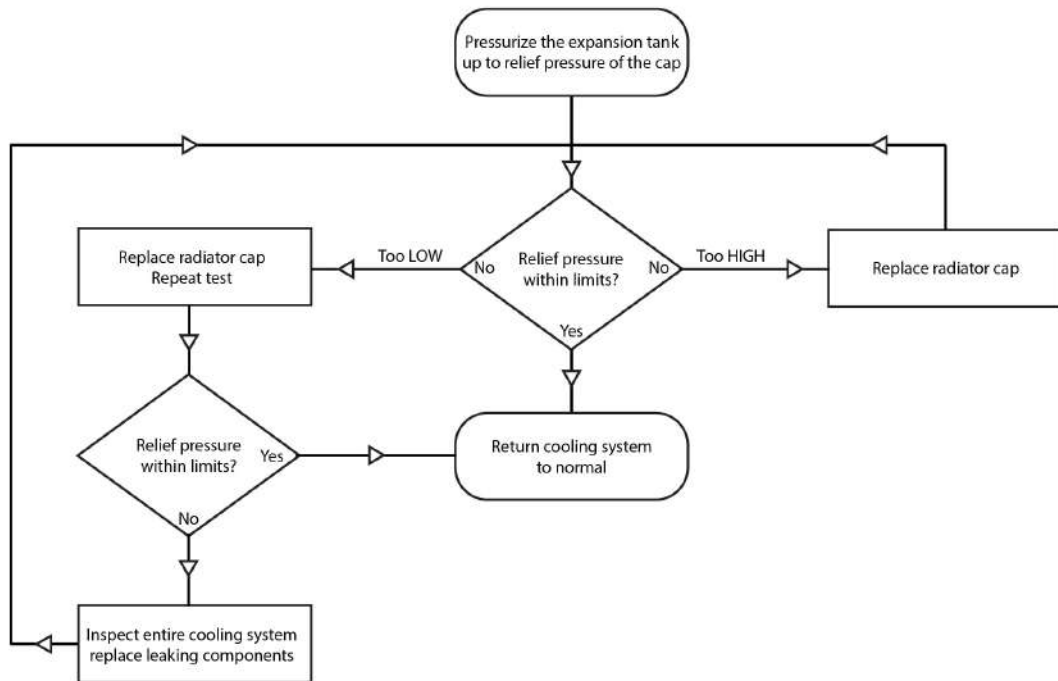 Pressurize the expansion tank
up to relief pressure of the cap
Replace radiator cap
Repeat test
Too LOW
No
Relief pressure
within limits?
No
Too HIGH
Replace radiator cap
Yes
Relief pressure
within limits?
Yes
No
Return cooling system
to normal
Inspect entire cooling system
replace leaking components